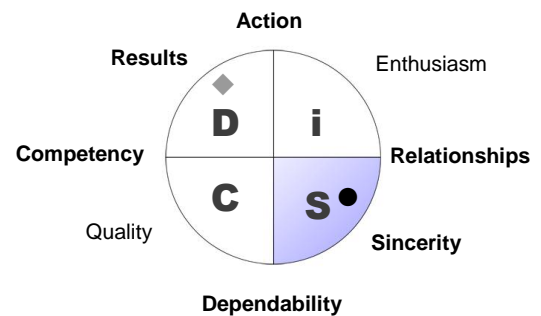 Action
Results
Enthusiasm
D i
Competency
Relationships
C S
Quality
Sincerity
Dependability